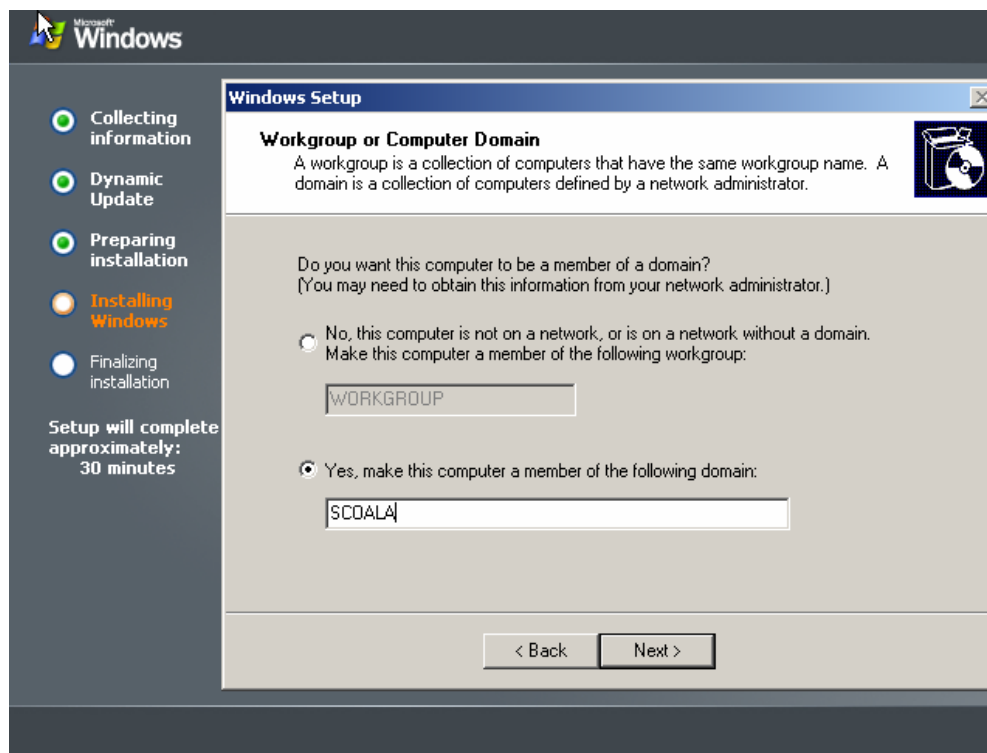 Microsoft
Windows
Collecting
information
Dynamic
Update
Preparing
installation
Installing
Windows
Finalizing
installation
Setup will complete
approximately:
30 minutes
Windows Setup
Workgroup or Computer Domain
A workgroup is a collection of computers that have the same workgroup name. A
domain is a collection of computers defined by a network administrator.
Do you want this computer to be a member of a domain?
(You may need to obtain this information from your network administrator.)
No, this computer is not on a network, or is on a network without a domain.
Make this computer a member of the following workgroup:
WORKGROUP
Yes, make this computer a member of the following domain:
SCOALA
< Back Next >